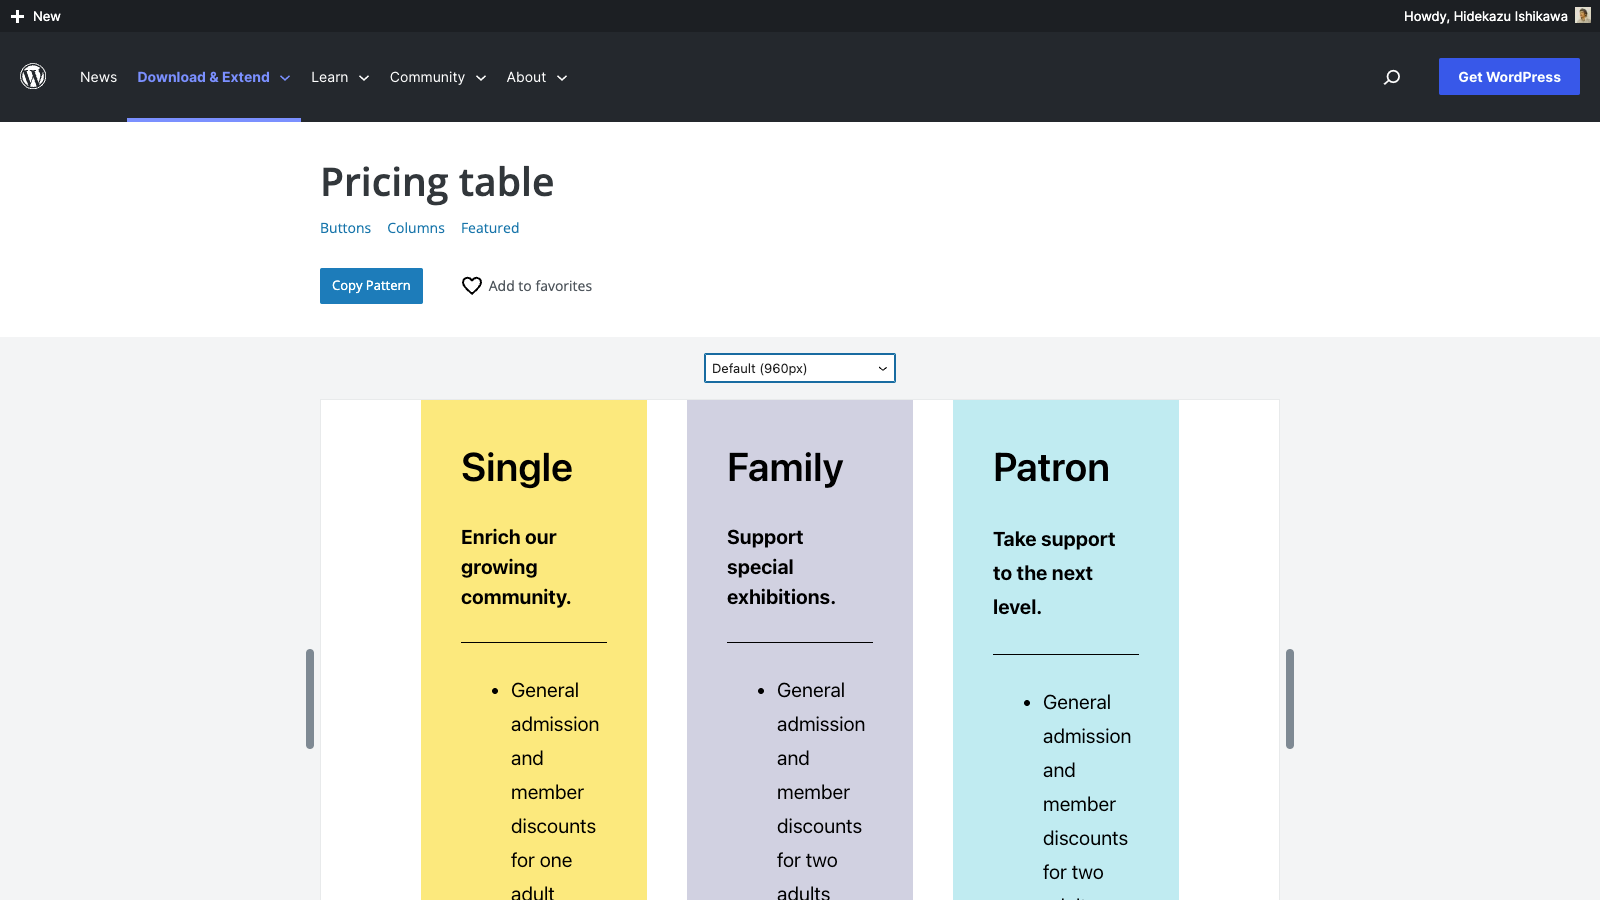 New
Howdy, Hidekazu Ishikawa
News
Download & Extend
Learn
Community
About
Get WordPress
Pricing table
Buttons
Columns
Featured
Copy Pattern
Add to favorites
Default (960px)
Single
Enrich our
growing
community.
• General
admission
and
member
discounts
for one
adult
Family
Support
special
exhibitions.
• General
admission
and
member
discounts
for two
adults
Patron
Take support
to the next
level.
• General
admission
and
member
discounts
for two